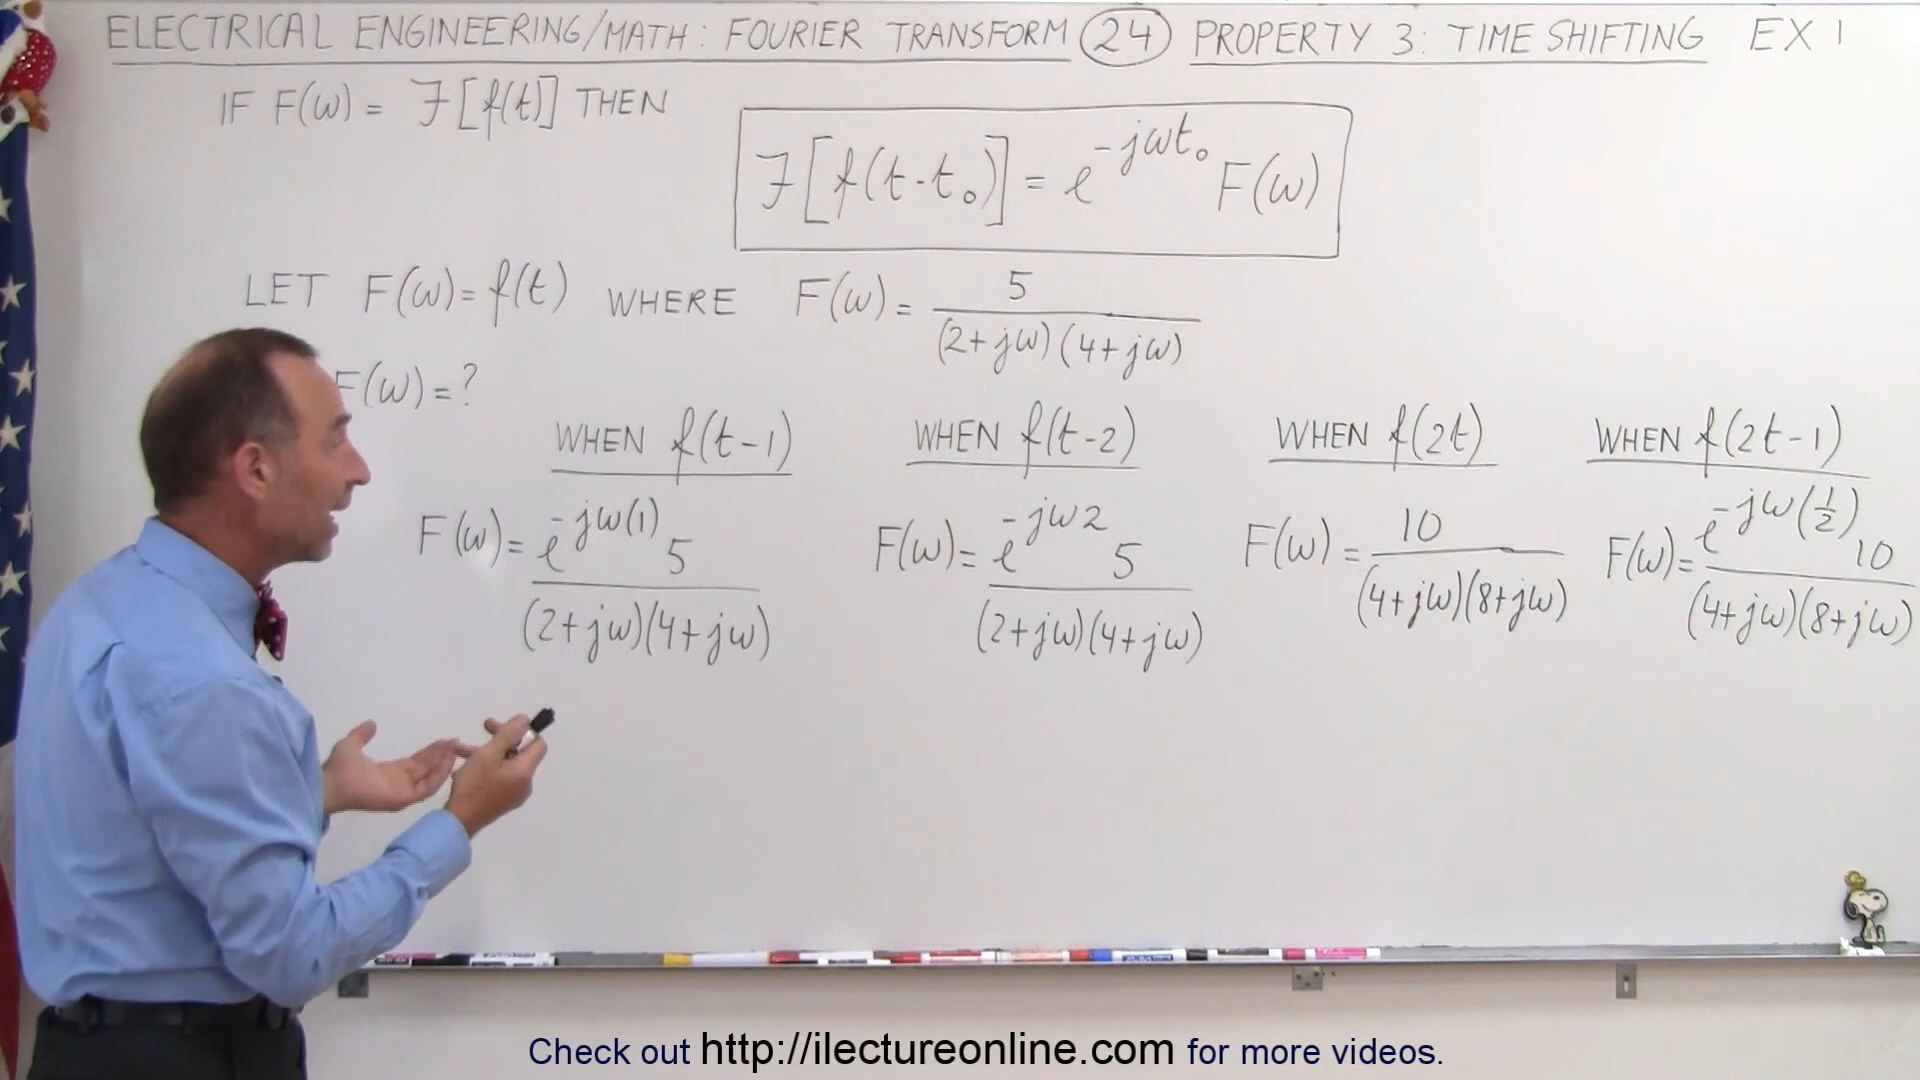 ELECTRICAL ENGINEERING/MATH: FOURIER TRANSFORM (24) PROPERTY 3: TIME SHIFTING EX 1
IF F(ω) = ℱ[f(t)] THEN
ℱ[f(t-t₀)] = e^{-jωt₀} F(ω)
LET F(ω) = f(t) WHERE F(ω) = 5 / (2+jω)(4+jω)
F(ω) = ?
WHEN f(t-1) WHEN f(t-2) WHEN f(2t) WHEN f(2t-1)
F(ω) = e^{-jω(1)} 5 / (2+jω)(4+jω) F(ω) = e^{-jω2} 5 / (2+jω)(4+jω) F(ω) = 10 / (4+jω)(8+jω) F(ω) = e^{-jω(1/2)} 10 / (4+jω)(8+jω)
Check out http://ilectureonline.com for more videos.